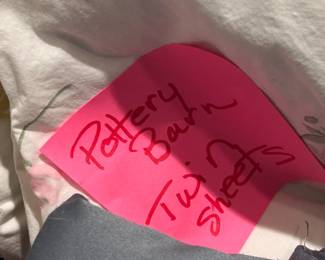 Pottery
Barn
Twin
Sheets